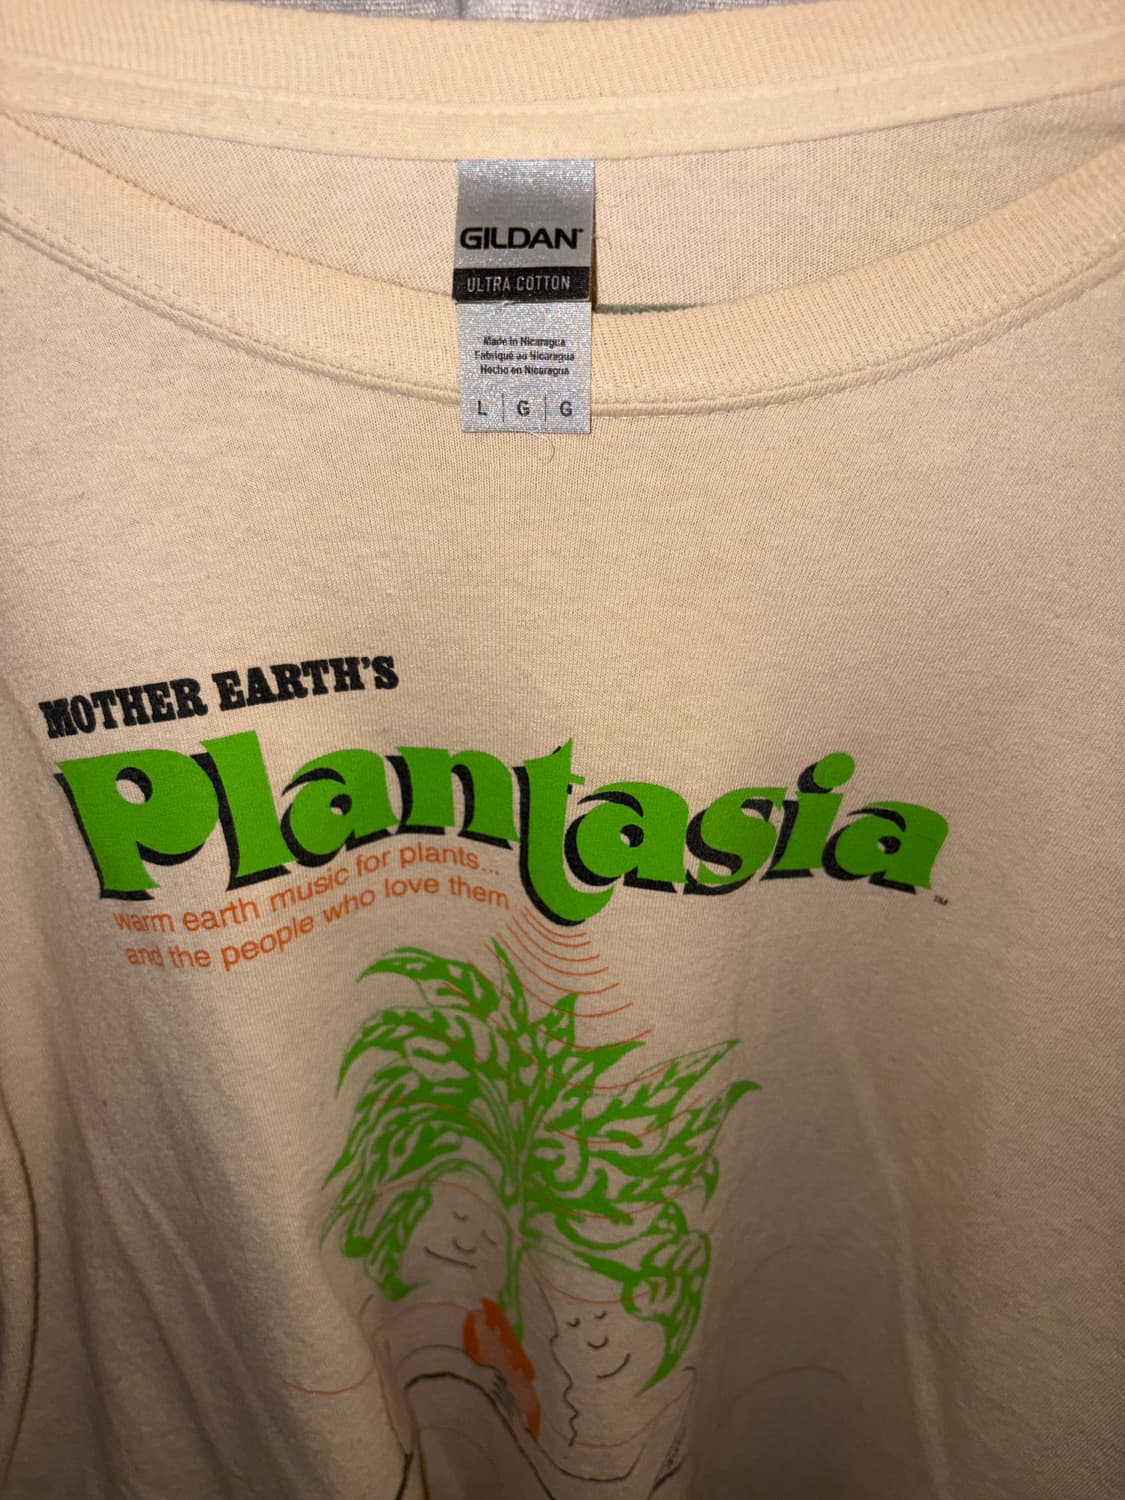 GILDAN
ULTRA COTTON
Made in Nicaragua
Fabriqué au Nicaragua
Hecho en Nicaragua
L | G | G
MOTHER EARTH'S
Plantasia
TM
warm earth music for plants...
and the people who love them